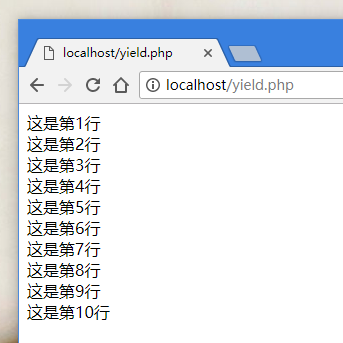 localhost/yield.php
localhost/yield.php
这是第1行
这是第2行
这是第3行
这是第4行
这是第5行
这是第6行
这是第7行
这是第8行
这是第9行
这是第10行